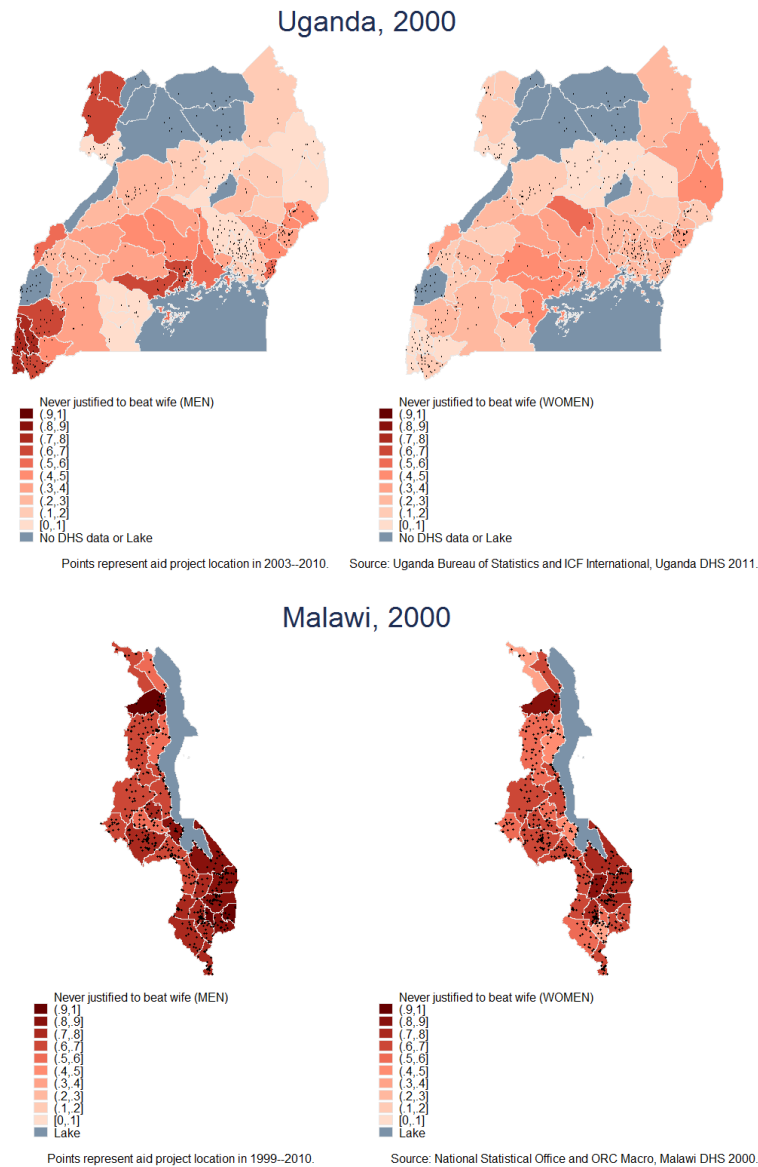 Uganda, 2000
Never justified to beat wife (MEN)
(.9,1]
(.8,.9]
(.7,.8]
(.6,.7]
(.5,.6]
(.4,.5]
(.3,.4]
(.2,.3]
(.1,.2]
[0,.1]
No DHS data or Lake
Never justified to beat wife (WOMEN)
(.9,1]
(.8,.9]
(.7,.8]
(.6,.7]
(.5,.6]
(.4,.5]
(.3,.4]
(.2,.3]
(.1,.2]
[0,.1]
No DHS data or Lake
Points represent aid project location in 2003--2010.
Source: Uganda Bureau of Statistics and ICF International, Uganda DHS 2011.
Malawi, 2000
Never justified to beat wife (MEN)
(.9,1]
(.8,.9]
(.7,.8]
(.6,.7]
(.5,.6]
(.4,.5]
(.3,.4]
(.2,.3]
(.1,.2]
[0,.1]
Lake
Never justified to beat wife (WOMEN)
(.9,1]
(.8,.9]
(.7,.8]
(.6,.7]
(.5,.6]
(.4,.5]
(.3,.4]
(.2,.3]
(.1,.2]
[0,.1]
Lake
Points represent aid project location in 1999--2010.
Source: National Statistical Office and ORC Macro, Malawi DHS 2000.